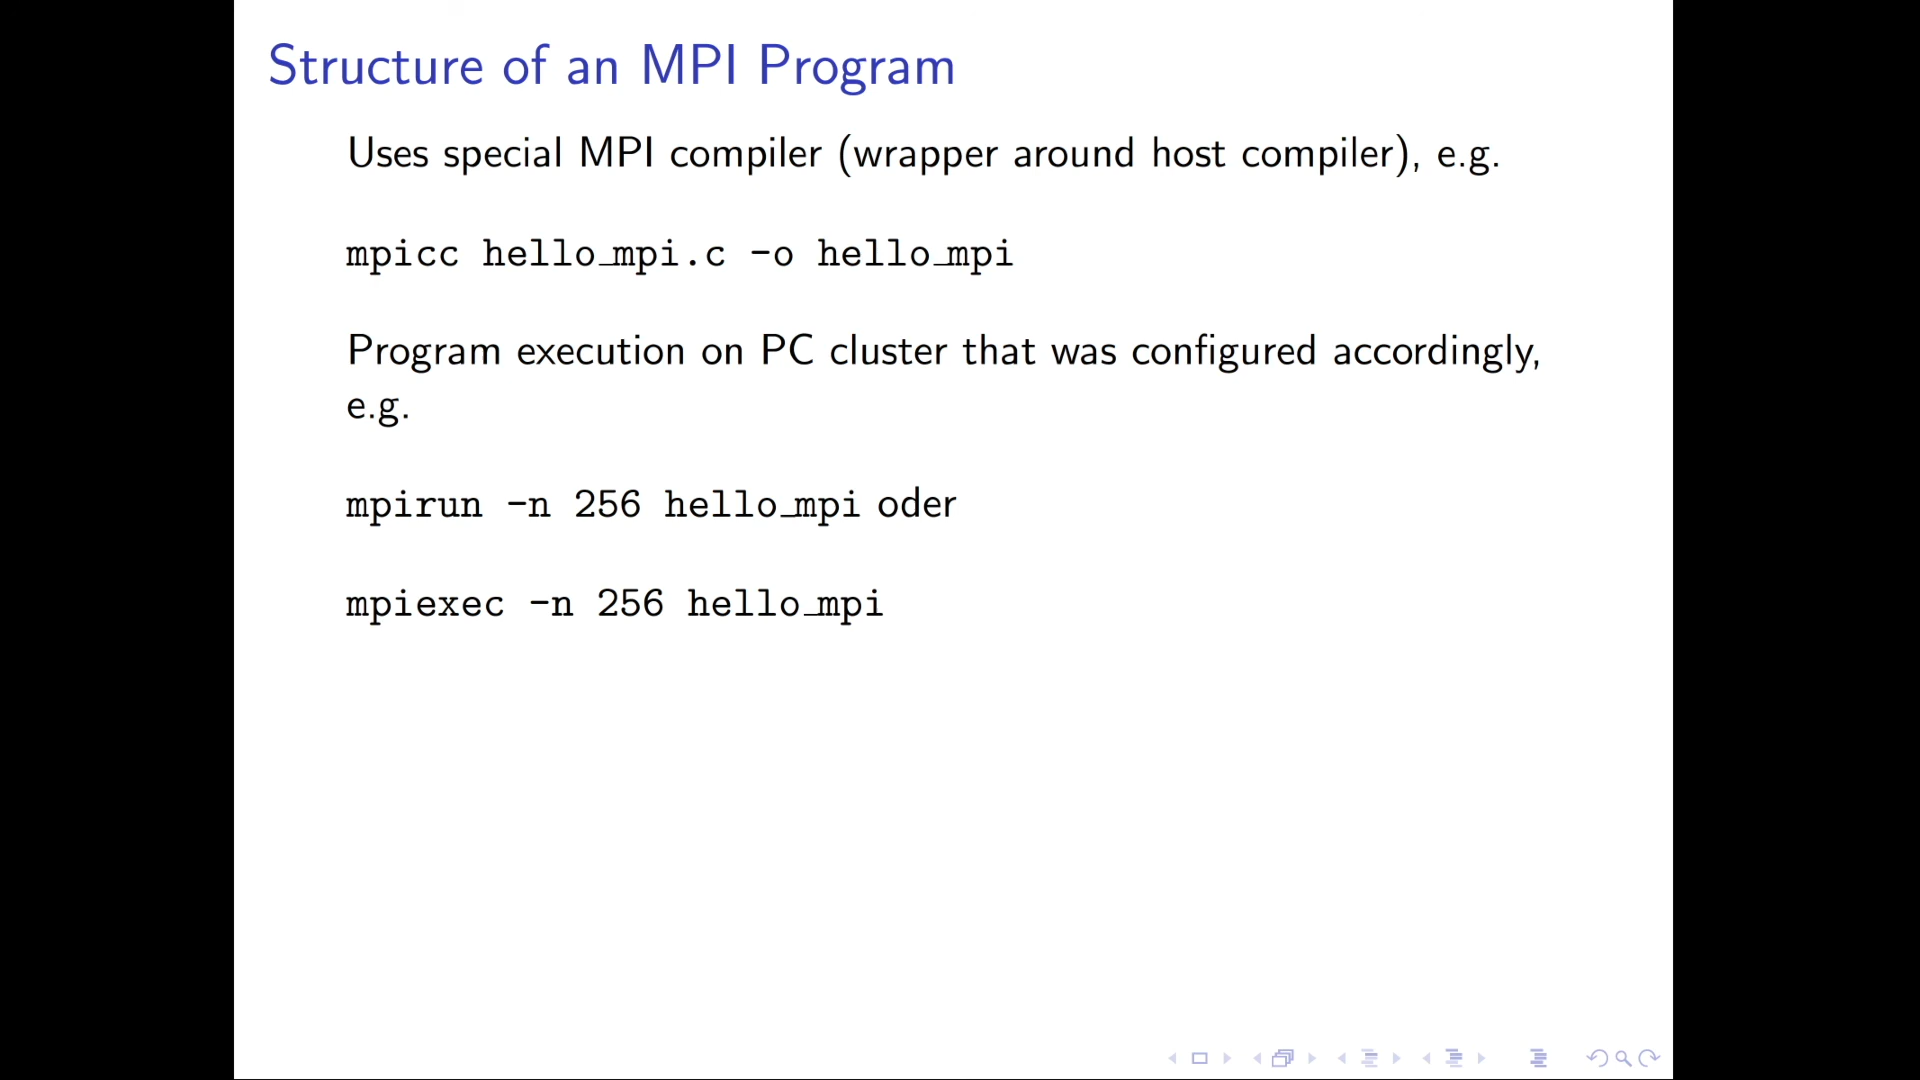 Structure of an MPI Program
Uses special MPI compiler (wrapper around host compiler), e.g.
mpicc hello_mpi.c -o hello_mpi
Program execution on PC cluster that was configured accordingly,
e.g.
mpirun -n 256 hello_mpi oder
mpiexec -n 256 hello_mpi